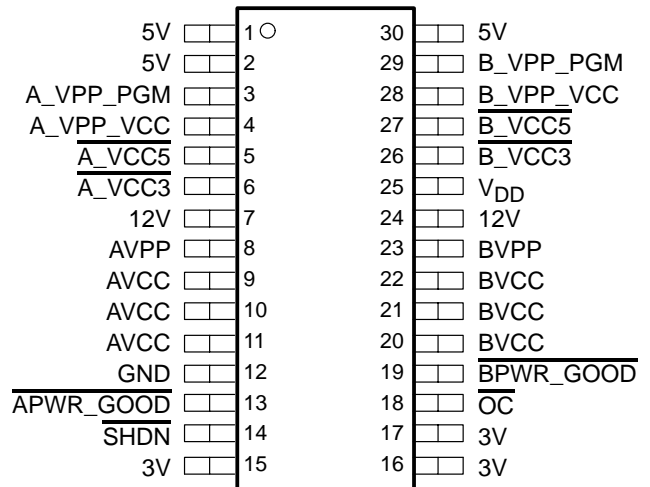 5V 1 30 5V
5V 2 29 B_VPP_PGM
A_VPP_PGM 3 28 B_VPP_VCC
A_VPP_VCC 4 27 B_VCC5
A_VCC5 5 26 B_VCC3
A_VCC3 6 25 VDD
12V 7 24 12V
AVPP 8 23 BVPP
AVCC 9 22 BVCC
AVCC 10 21 BVCC
AVCC 11 20 BVCC
GND 12 19 BPWR_GOOD
APWR_GOOD 13 18 OC
SHDN 14 17 3V
3V 15 16 3V